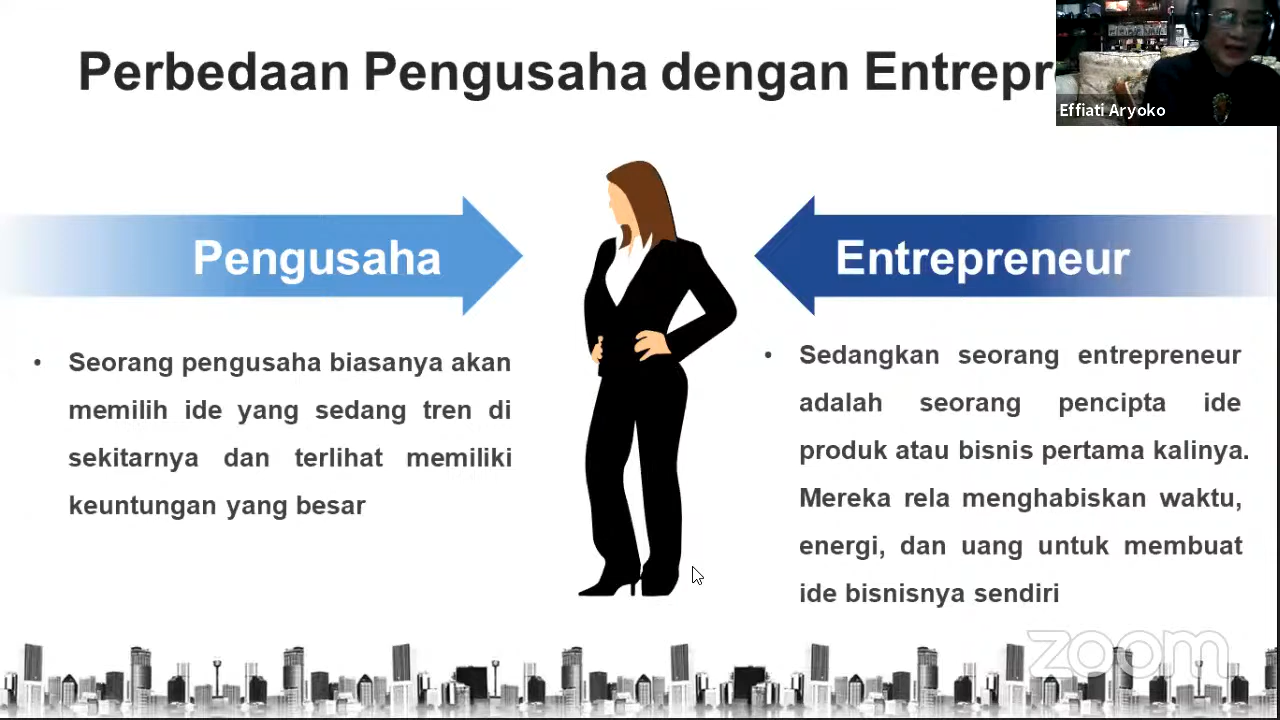 Perbedaan Pengusaha dengan Entrepr
Effiati Aryoko
Pengusaha
Entrepreneur
• Seorang pengusaha biasanya akan
memilih ide yang sedang tren di
sekitarnya dan terlihat memiliki
keuntungan yang besar
• Sedangkan seorang entrepreneur
adalah seorang pencipta ide
produk atau bisnis pertama kalinya.
Mereka rela menghabiskan waktu,
energi, dan uang untuk membuat
ide bisnisnya sendiri
zoom